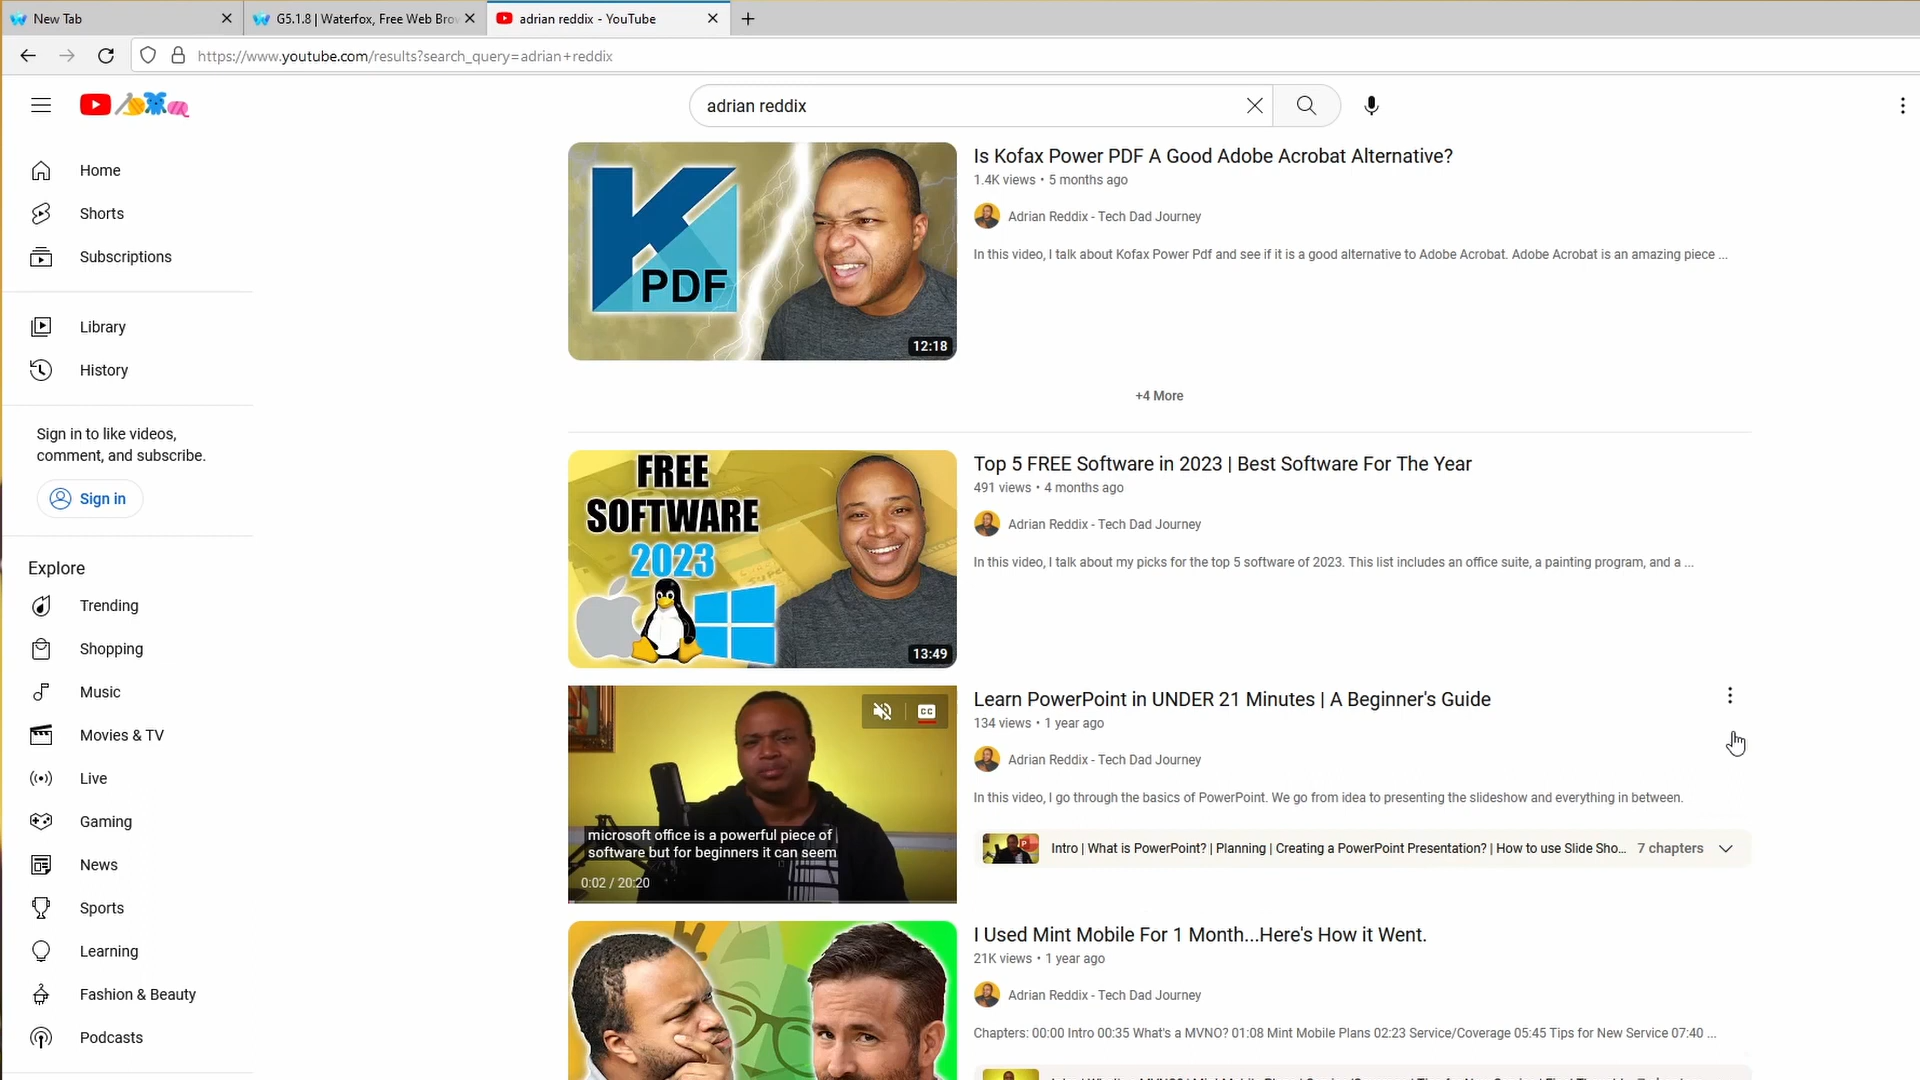 New Tab
G5.1.8 | Waterfox, Free Web Brow
adrian reddix - YouTube
https://www.youtube.com/results?search_query=adrian+reddix
adrian reddix
Home
Shorts
Subscriptions
Library
History
Sign in to like videos,
comment, and subscribe.
Sign in
Explore
Trending
Shopping
Music
Movies & TV
Live
Gaming
News
Sports
Learning
Fashion & Beauty
Podcasts
PDF
12:18
Is Kofax Power PDF A Good Adobe Acrobat Alternative?
1.4K views • 5 months ago
Adrian Reddix - Tech Dad Journey
In this video, I talk about Kofax Power Pdf and see if it is a good alternative to Adobe Acrobat. Adobe Acrobat is an amazing piece ...
+4 More
FREE
SOFTWARE
2023
13:49
Top 5 FREE Software in 2023 | Best Software For The Year
491 views • 4 months ago
Adrian Reddix - Tech Dad Journey
In this video, I talk about my picks for the top 5 software of 2023. This list includes an office suite, a painting program, and a ...
CC
microsoft office is a powerful piece of
software but for beginners it can seem
0:02 / 20:20
Learn PowerPoint in UNDER 21 Minutes | A Beginner's Guide
134 views • 1 year ago
Adrian Reddix - Tech Dad Journey
In this video, I go through the basics of PowerPoint. We go from idea to presenting the slideshow and everything in between.
Intro | What is PowerPoint? | Planning | Creating a PowerPoint Presentation? | How to use Slide Sho... 7 chapters
I Used Mint Mobile For 1 Month...Here's How it Went.
21K views • 1 year ago
Adrian Reddix - Tech Dad Journey
Chapters: 00:00 Intro 00:35 What's a MVNO? 01:08 Mint Mobile Plans 02:23 Service/Coverage 05:45 Tips for New Service 07:40 ...